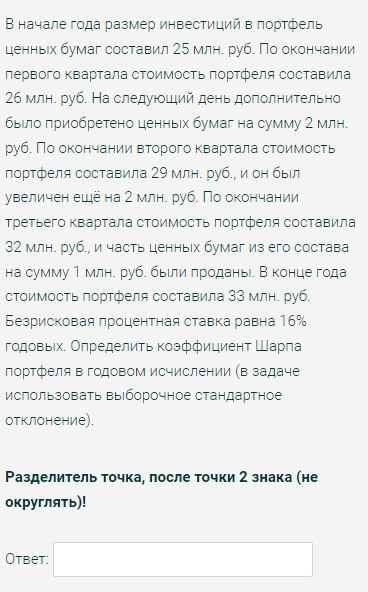 В начале года размер инвестиций в портфель
ценных бумаг составил 25 млн. руб. По окончании
первого квартала стоимость портфеля составила
26 млн. руб. На следующий день дополнительно
было приобретено ценных бумаг на сумму 2 млн.
руб. По окончании второго квартала стоимость
портфеля составила 29 млн. руб., и он был
увеличен ещё на 2 млн. руб. По окончании
третьего квартала стоимость портфеля составила
32 млн. руб., и часть ценных бумаг из его состава
на сумму 1 млн. руб. были проданы. В конце года
стоимость портфеля составила 33 млн. руб.
Безрисковая процентная ставка равна 16%
годовых. Определить коэффициент Шарпа
портфеля в годовом исчислении (в задаче
использовать выборочное стандартное
отклонение).
Разделитель точка, после точки 2 знака (не
округлять)!
Ответ: